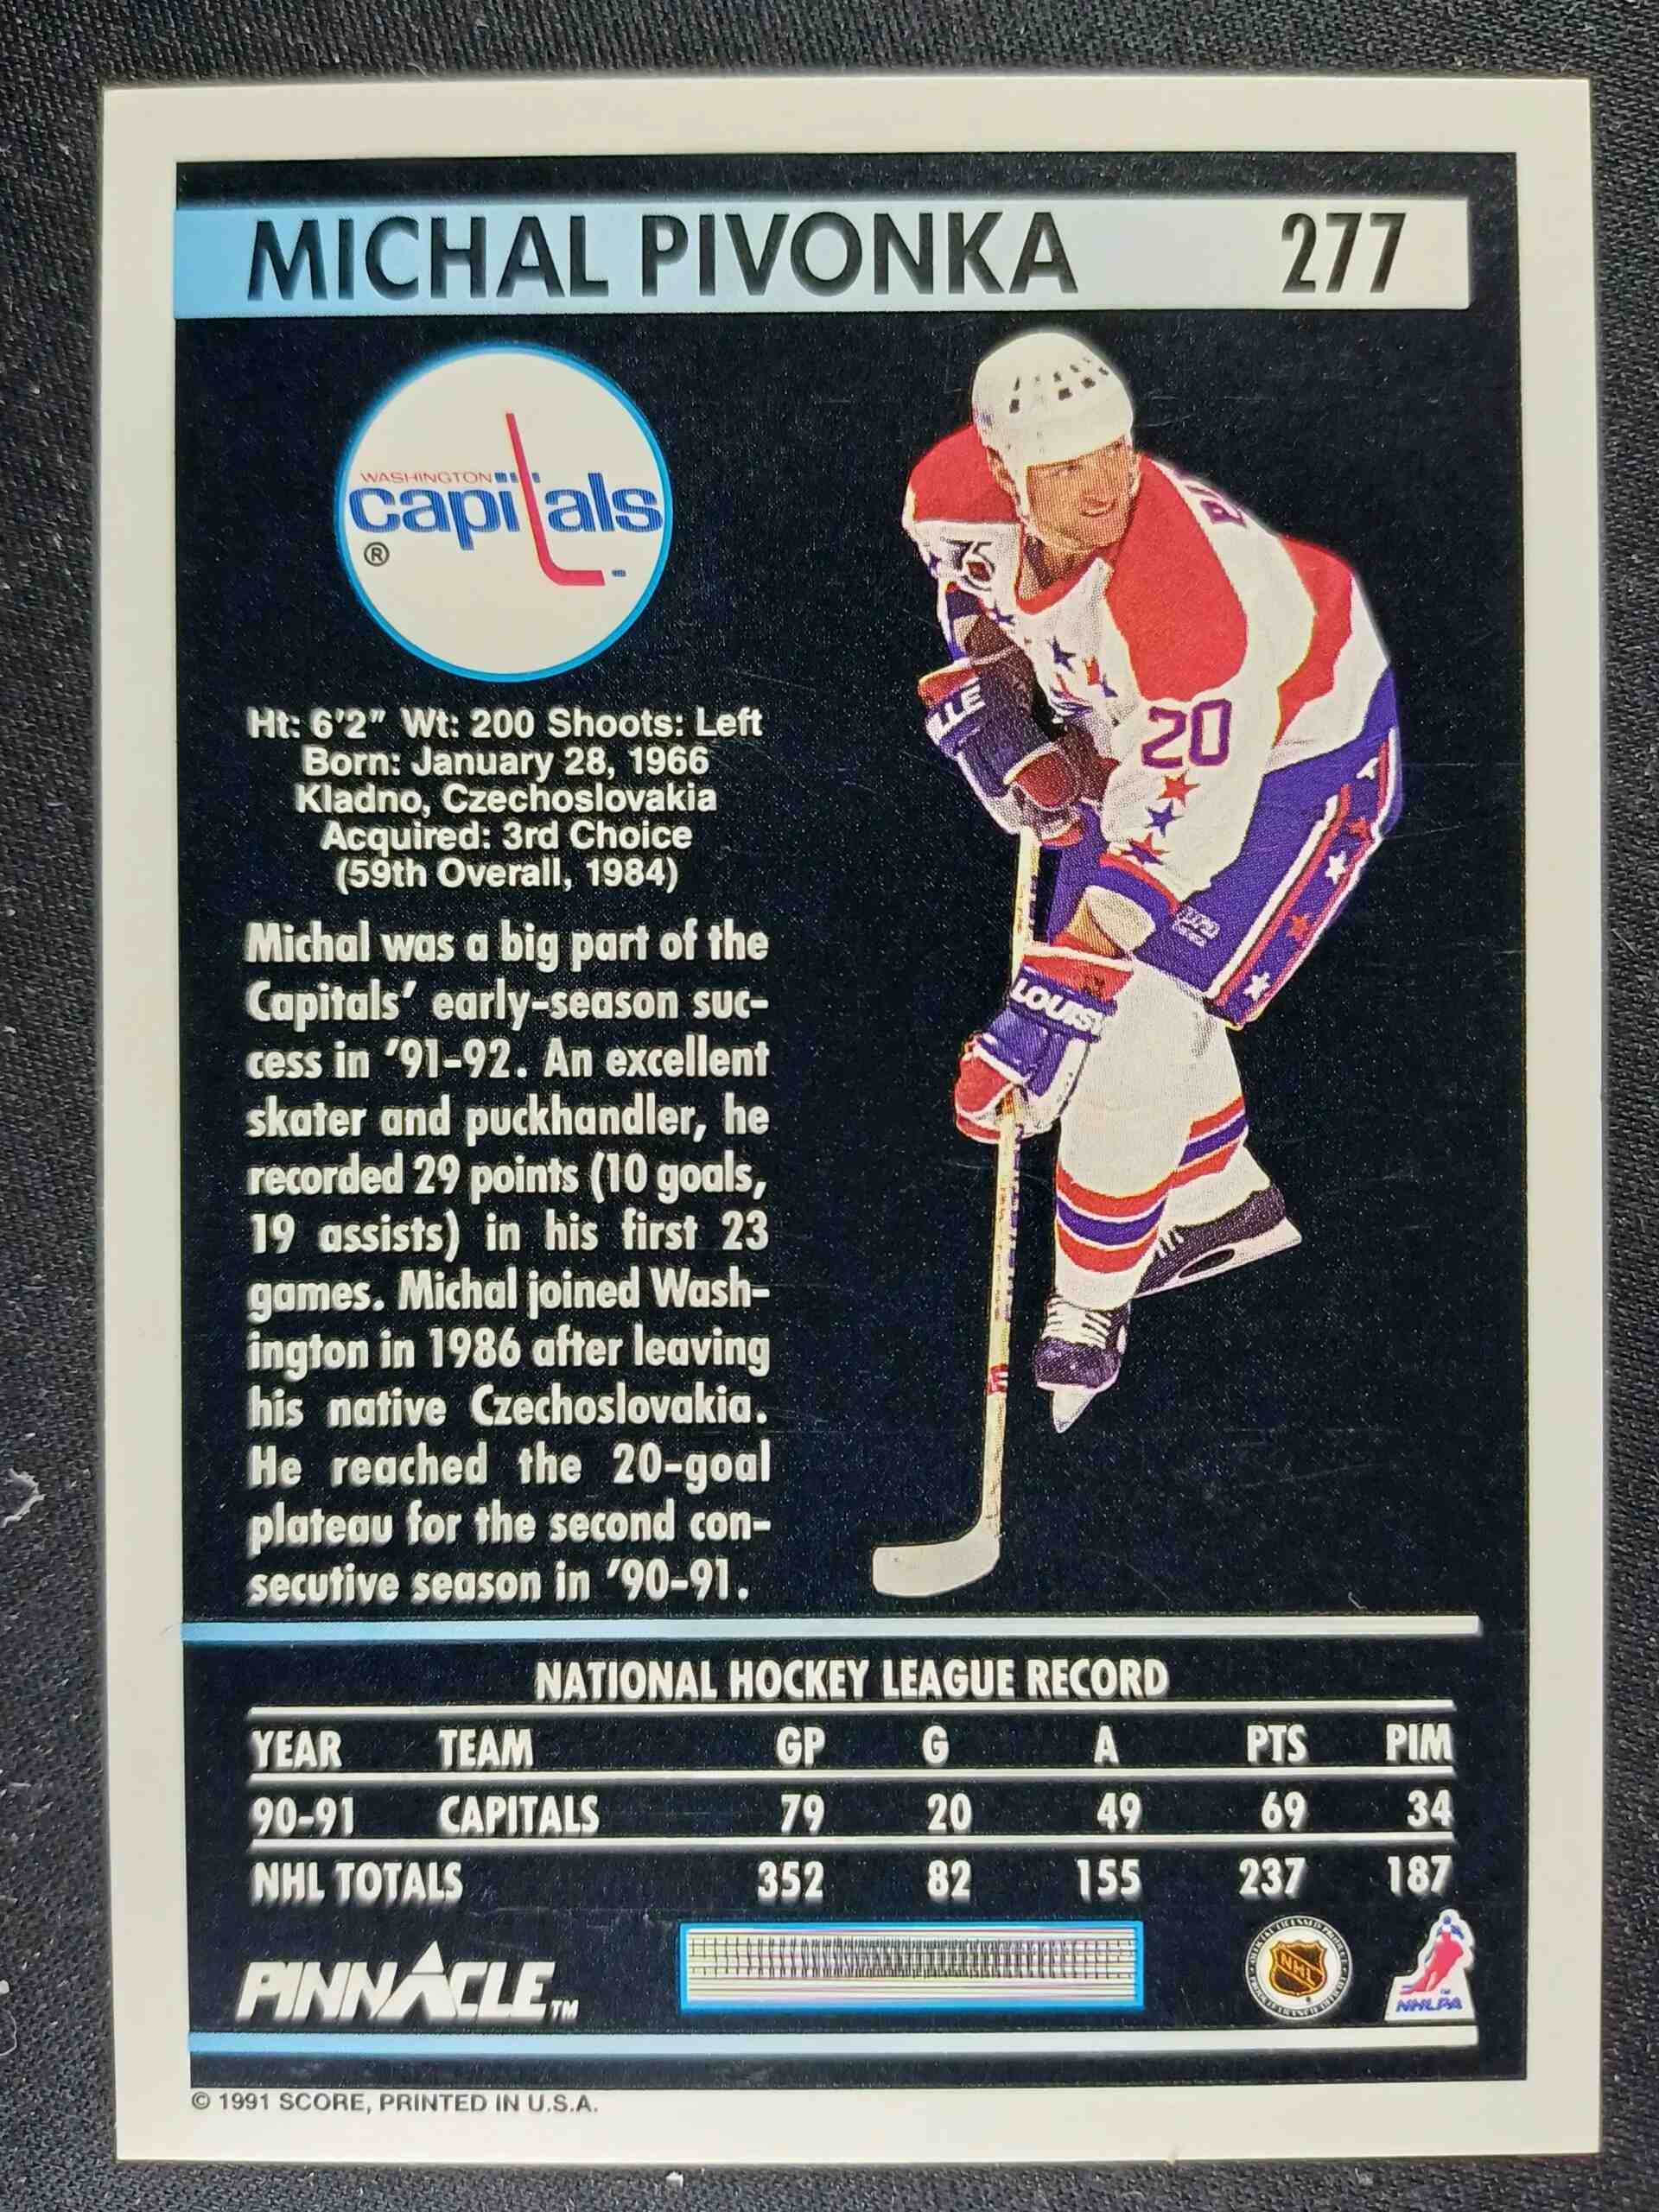 MICHAL PIVONKA 277
WASHINGTON
capitals
®
Ht: 6'2" Wt: 200 Shoots: Left
Born: January 28, 1966
Kladno, Czechoslovakia
Acquired: 3rd Choice
(59th Overall, 1984)
Michal was a big part of the
Capitals' early-season suc-
cess in '91-92. An excellent
skater and puckhandler, he
recorded 29 points (10 goals,
19 assists) in his first 23
games. Michal joined Wash-
ington in 1986 after leaving
his native Czechoslovakia.
He reached the 20-goal
plateau for the second con-
secutive season in '90-91.
75
LLE
20
LOUISV
NATIONAL HOCKEY LEAGUE RECORD
YEAR TEAM GP G A PTS PIM
90-91 CAPITALS 79 20 49 69 34
NHL TOTALS 352 82 155 237 187
PINNACLE TM
NHL
NHLPA
© 1991 SCORE, PRINTED IN U.S.A.